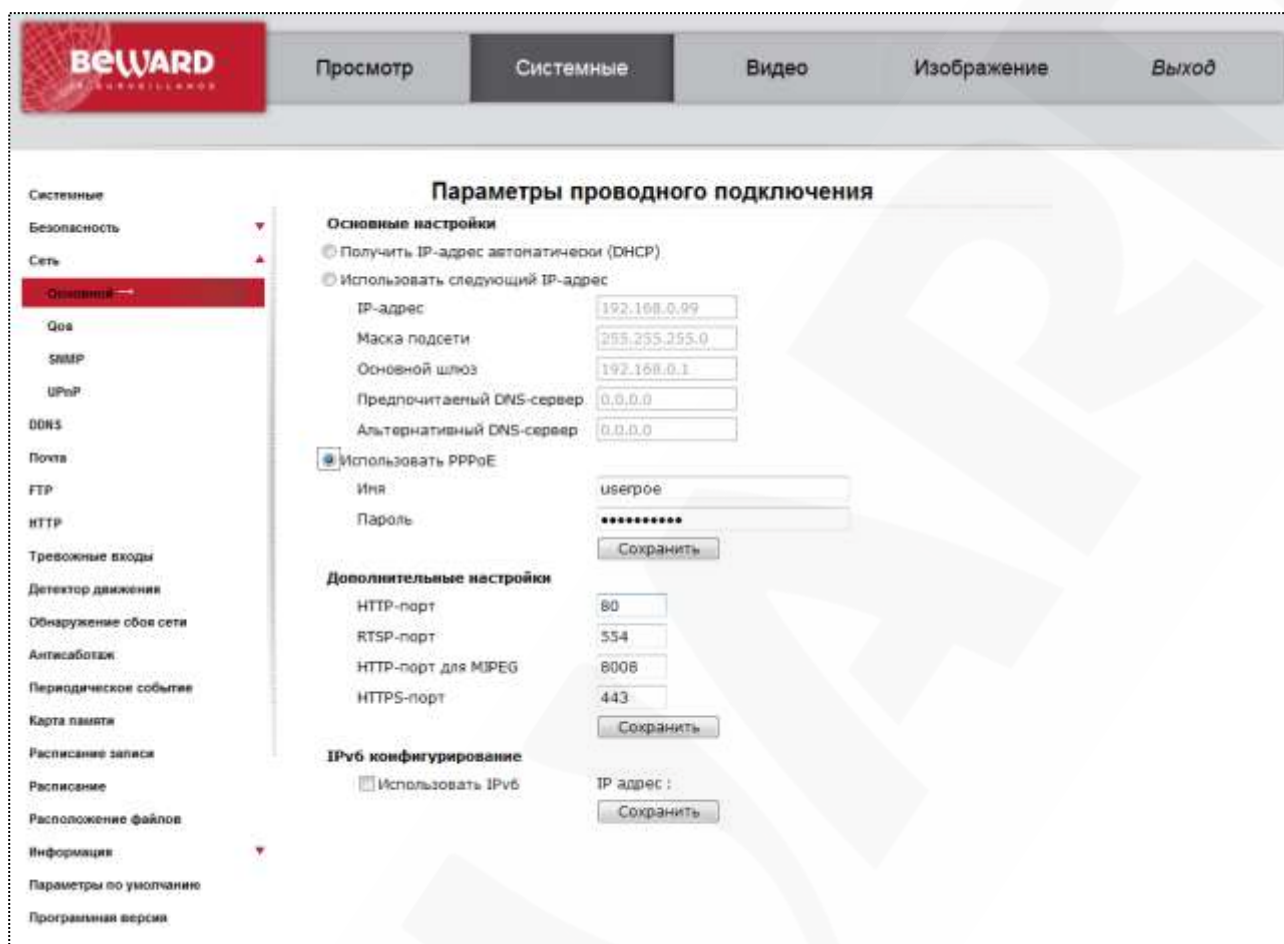 BEWARD
IP SURVEILLANCE
Просмотр
Системные
Видео
Изображение
Выход
Системные
Безопасность
Сеть
Основной
Qos
SNMP
UPnP
DDNS
Почта
FTP
HTTP
Тревожные входы
Детектор движения
Обнаружение сбоя сети
Антисаботаж
Периодическое событие
Карта памяти
Расписание записи
Расписание
Расположение файлов
Информация
Параметры по умолчанию
Программная версия
Параметры проводного подключения
Основные настройки
Получить IP-адрес автоматически (DHCP)
Использовать следующий IP-адрес
IP-адрес 192.168.0.99
Маска подсети 255.255.255.0
Основной шлюз 192.168.0.1
Предпочитаемый DNS-сервер 0.0.0.0
Альтернативный DNS-сервер 0.0.0.0
Использовать PPPoE
Имя userpoe
Пароль ••••••••••
Сохранить
Дополнительные настройки
HTTP-порт 80
RTSP-порт 554
HTTP-порт для MJPEG 8008
HTTPS-порт 443
Сохранить
IPv6 конфигурирование
Использовать IPv6 IP адрес :
Сохранить